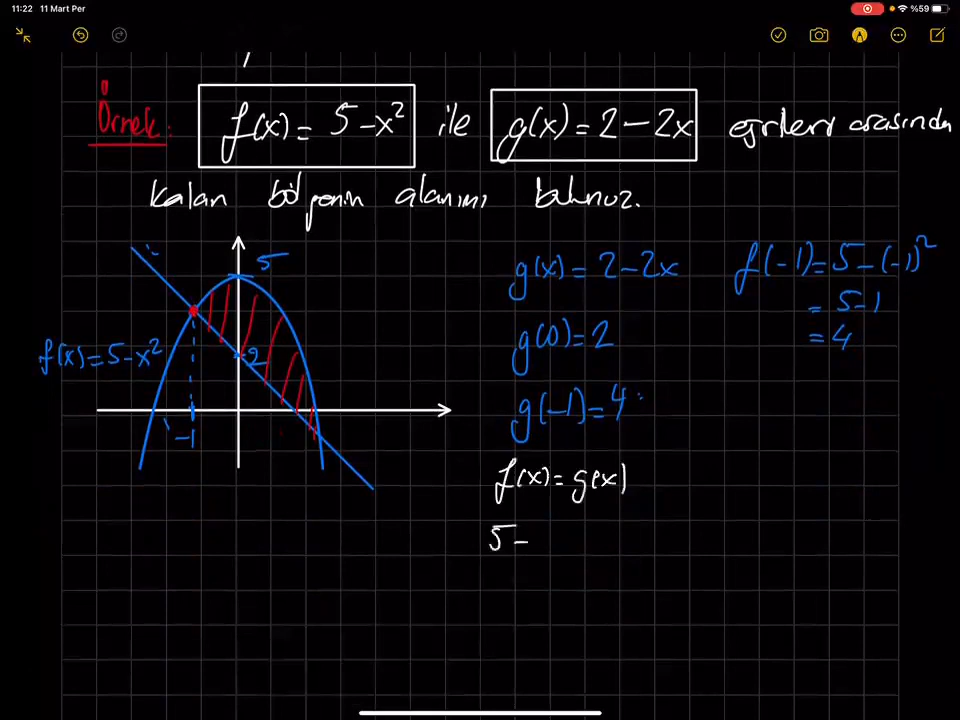 11:22 11 Mart Per %59
Örnek: f(x) = 5-x² ile g(x) = 2-2x eğrileri arasında
kalan bölgenin alanını bulunuz.
5
f(x)=5-x²
2
-1
g(x)=2-2x
g(0)=2
g(-1)=4
f(x)=g(x)
5-
f(-1)=5-(-1)²
=5-1
=4